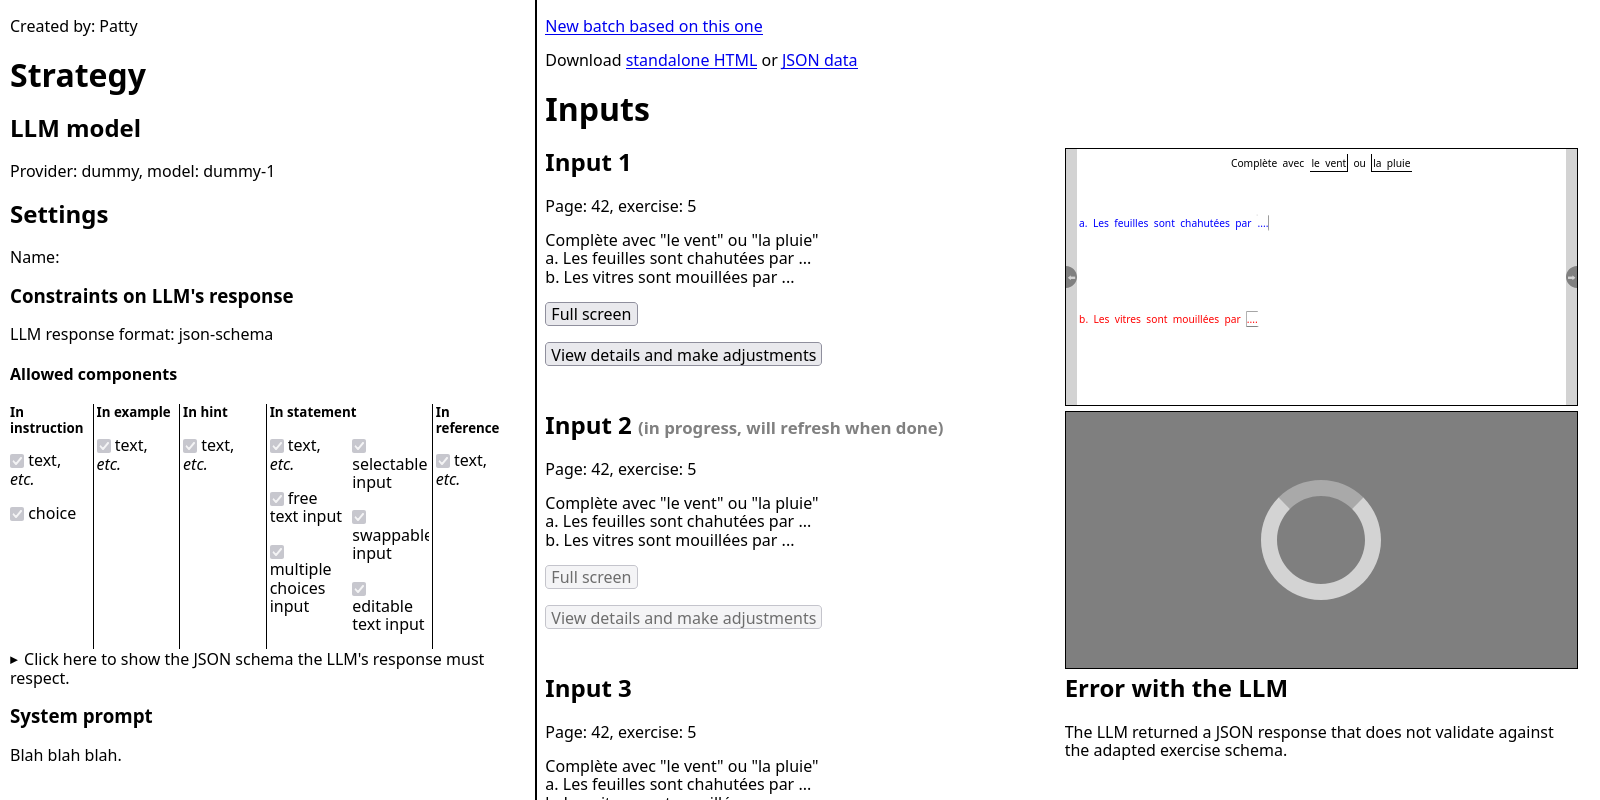 Created by: Patty
Strategy
LLM model
Provider: dummy, model: dummy-1
Settings
Name:
Constraints on LLM's response
LLM response format: json-schema
Allowed components
In
instruction
text,
etc.
choice
In example
text,
etc.
In hint
text,
etc.
In statement
text,
etc.
free
text input
multiple
choices
input
selectable
input
swappable
input
editable
text input
In
reference
text,
etc.
▸ Click here to show the JSON schema the LLM's response must
respect.
System prompt
Blah blah blah.
New batch based on this one
Download standalone HTML or JSON data
Inputs
Input 1
Page: 42, exercise: 5
Complète avec "le vent" ou "la pluie"
a. Les feuilles sont chahutées par ...
b. Les vitres sont mouillées par ...
Full screen
View details and make adjustments
Complète avec le vent ou la pluie
a. Les feuilles sont chahutées par ....
b. Les vitres sont mouillées par ....
Input 2 (in progress, will refresh when done)
Page: 42, exercise: 5
Complète avec "le vent" ou "la pluie"
a. Les feuilles sont chahutées par ...
b. Les vitres sont mouillées par ...
Full screen
View details and make adjustments
Input 3
Page: 42, exercise: 5
Complète avec "le vent" ou "la pluie"
a. Les feuilles sont chahutées par ...
Error with the LLM
The LLM returned a JSON response that does not validate against
the adapted exercise schema.